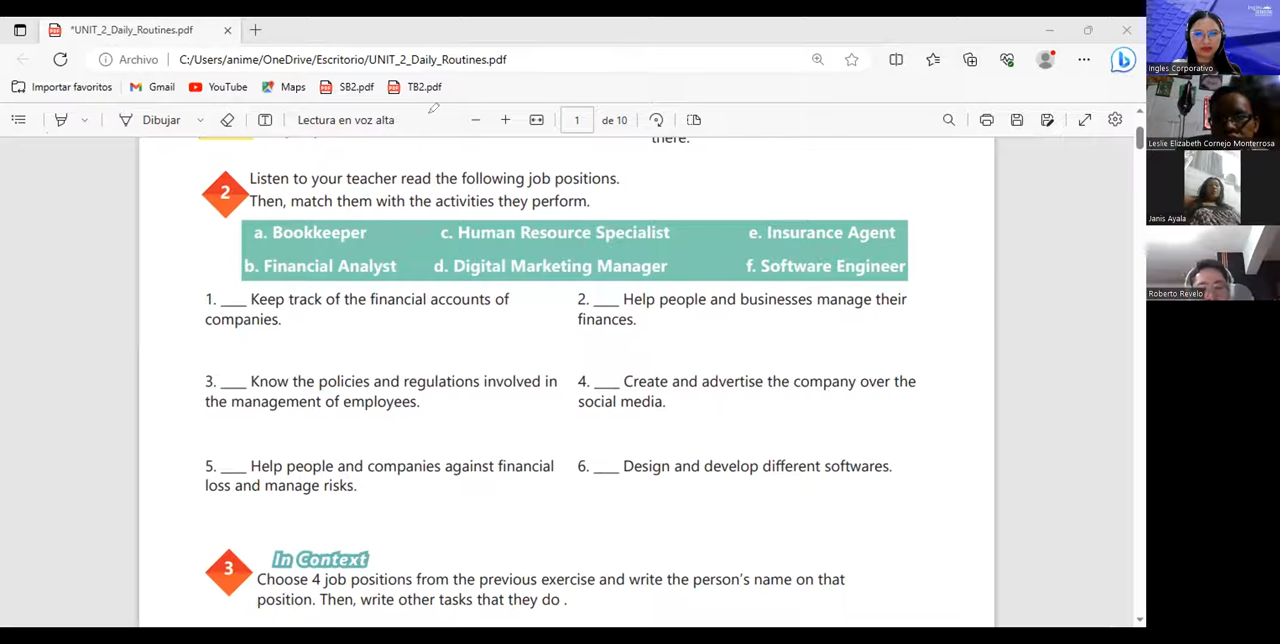 *UNIT_2_Daily_Routines.pdf
Archivo C:/Users/anime/OneDrive/Escritorio/UNIT_2_Daily_Routines.pdf
Importar favoritos Gmail YouTube Maps SB2.pdf TB2.pdf
Dibujar Lectura en voz alta 1 de 10
there.
2 Listen to your teacher read the following job positions.
Then, match them with the activities they perform.
a. Bookkeeper c. Human Resource Specialist e. Insurance Agent
b. Financial Analyst d. Digital Marketing Manager f. Software Engineer
1. ___ Keep track of the financial accounts of
companies.
2. ___ Help people and businesses manage their
finances.
3. ___ Know the policies and regulations involved in
the management of employees.
4. ___ Create and advertise the company over the
social media.
5. ___ Help people and companies against financial
loss and manage risks.
6. ___ Design and develop different softwares.
3 In Context
Choose 4 job positions from the previous exercise and write the person's name on that
position. Then, write other tasks that they do .
Ingles Corporativo
Leslie Elizabeth Cornejo Monterrosa
Janis Ayala
Roberto Revelo